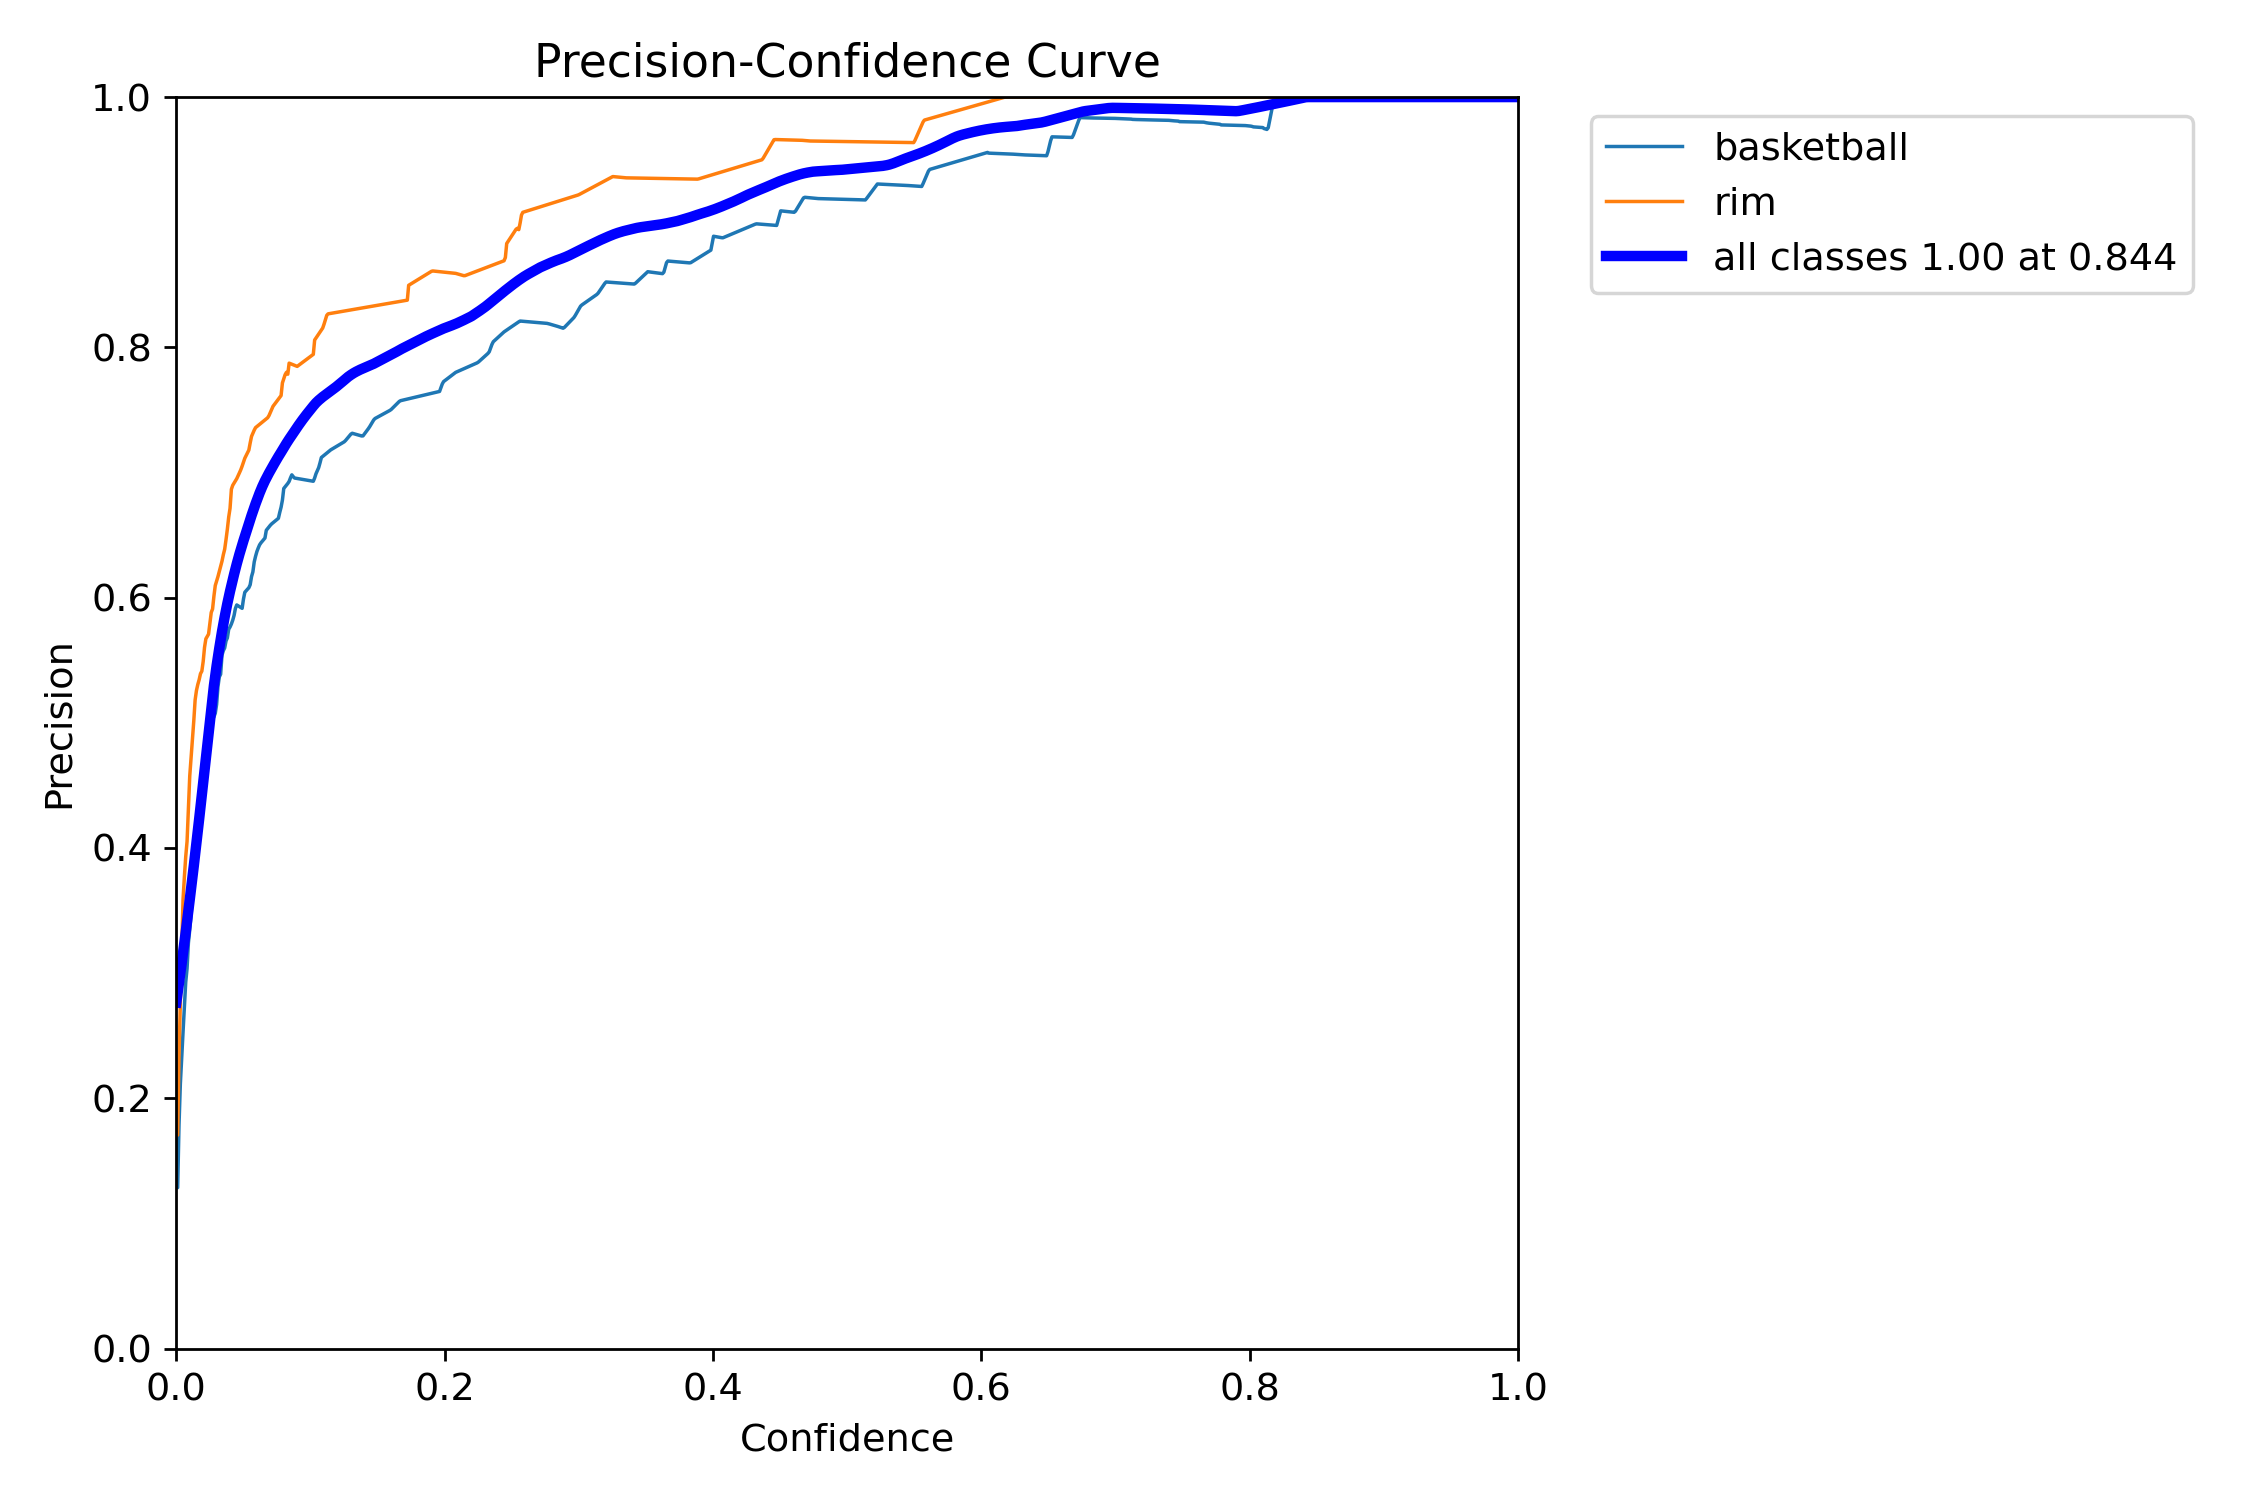 Precision-Confidence Curve
1.0
0.8
0.6
0.4
0.2
0.0
Precision
0.0 0.2 0.4 0.6 0.8 1.0
Confidence
basketball
rim
all classes 1.00 at 0.844